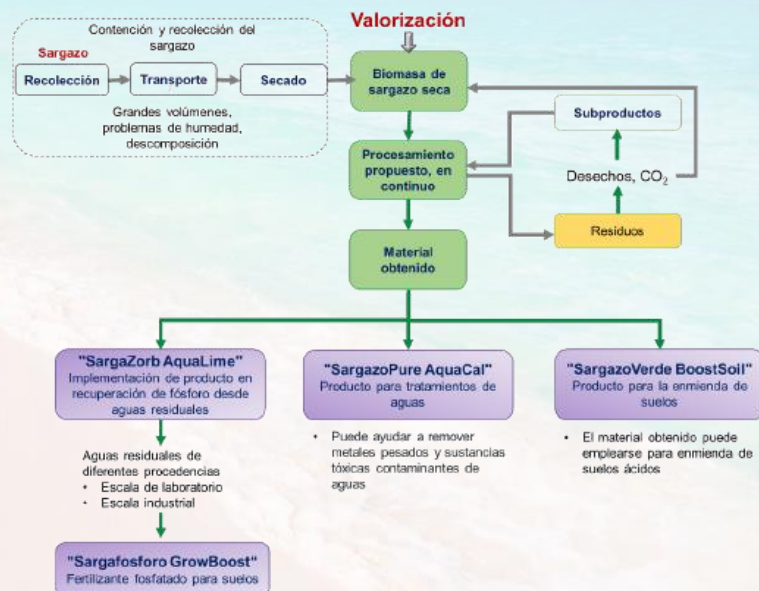 Valorización
Contención y recolección del
sargazo
Sargazo
Recolección
Transporte
Secado
Grandes volúmenes,
problemas de humedad,
descomposición
Biomasa de
sargazo seca
Subproductos
Procesamiento
propuesto, en
continuo
Desechos, CO₂
Residuos
Material
obtenido
"SargaZorb AquaLime"
Implementación de producto en
recuperación de fósforo desde
aguas residuales
"SargazoPure AquaCal"
Producto para tratamientos de
aguas
"SargazoVerde BoostSoil"
Producto para la enmienda de
suelos
Aguas residuales de
diferentes procedencias
• Escala de laboratorio
• Escala industrial
• Puede ayudar a remover
metales pesados y sustancias
tóxicas contaminantes de
aguas
• El material obtenido puede
emplearse para enmienda de
suelos ácidos
"Sargafosforo GrowBoost"
Fertilizante fosfatado para suelos